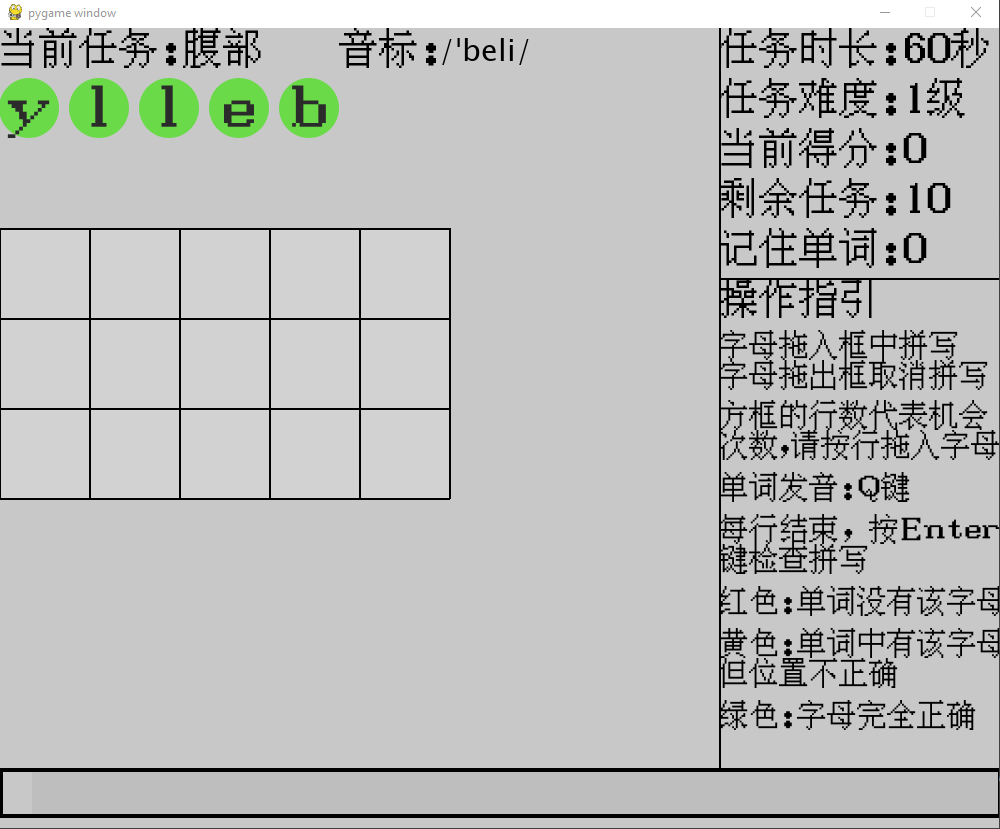 pygame window
当前任务:腹部 音标:/ˈbeli/
y l l e b
任务时长:60秒
任务难度:1级
当前得分:0
剩余任务:10
记住单词:0
操作指引
字母拖入框中拼写
字母拖出框取消拼写
方框的行数代表机会
次数,请按行拖入字母
单词发音:Q键
每行结束，按Enter
键检查拼写
红色:单词没有该字母
黄色:单词中有该字母
但位置不正确
绿色:字母完全正确